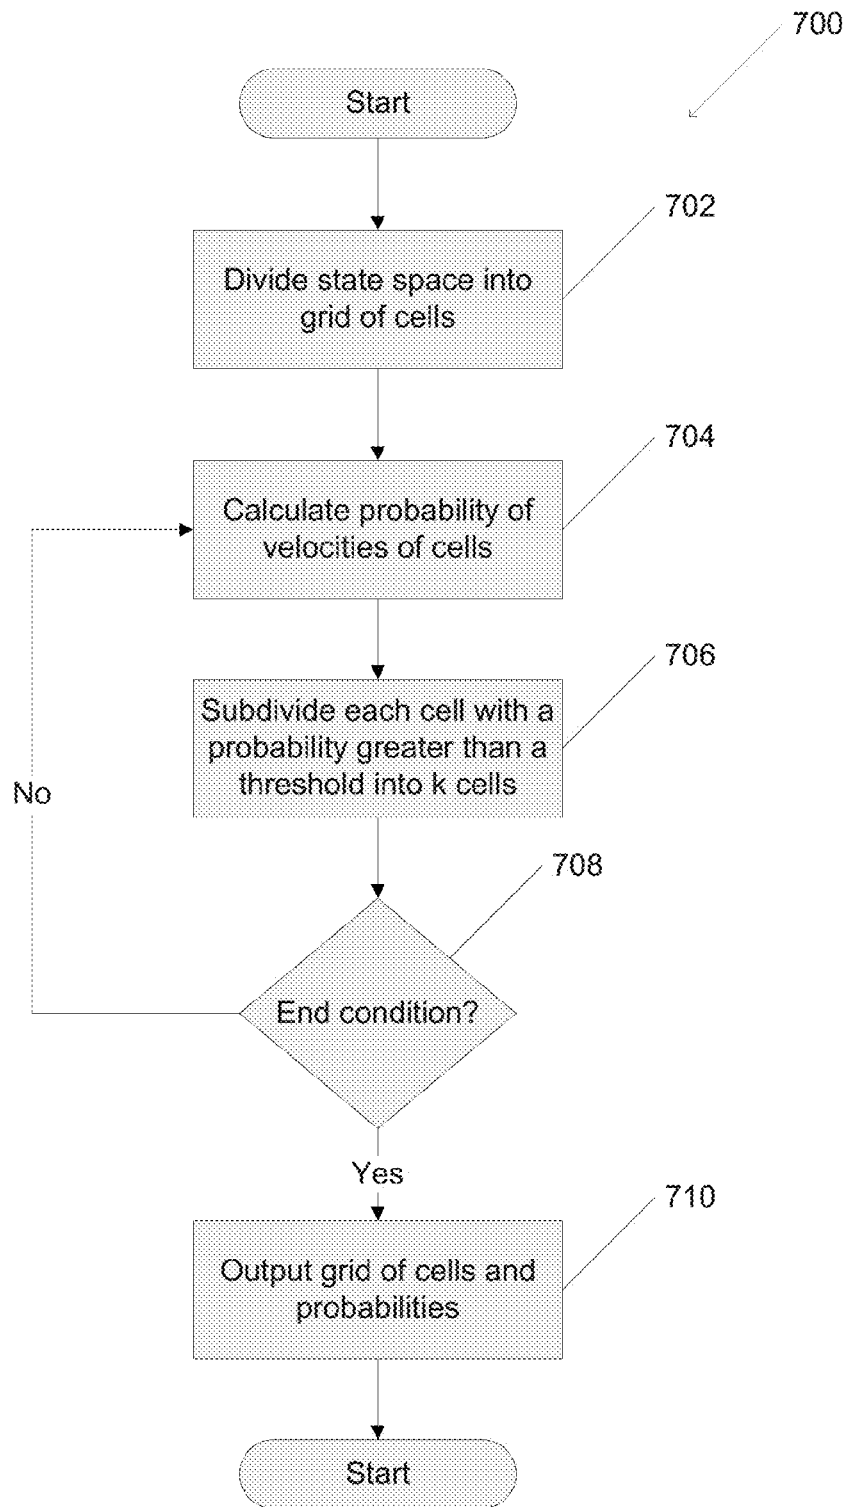 700
Start
702
Divide state space into
grid of cells
704
Calculate probability of
velocities of cells
706
Subdivide each cell with a
probability greater than a
threshold into k cells
No
708
End condition?
Yes
710
Output grid of cells and
probabilities
Start